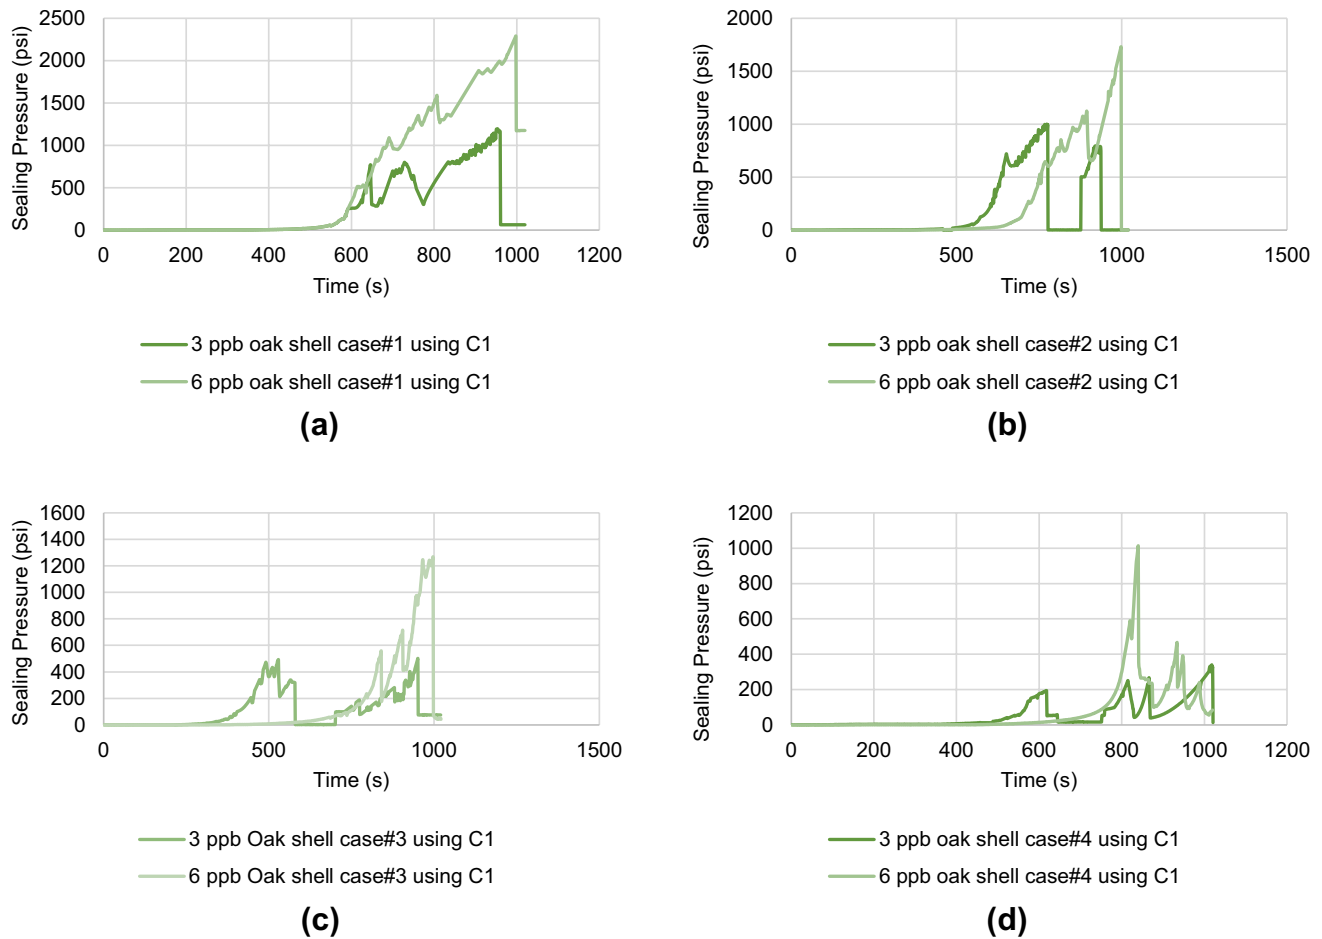 Sealing Pressure (psi)
2500
2000
1500
1000
500
0
0 200 400 600 800 1000 1200
Time (s)
3 ppb oak shell case#1 using C1
6 ppb oak shell case#1 using C1
(a)
Sealing Pressure (psi)
2000
1500
1000
500
0
0 500 1000 1500
Time (s)
3 ppb oak shell case#2 using C1
6 ppb oak shell case#2 using C1
(b)
Sealing Pressure (psi)
1600
1400
1200
1000
800
600
400
200
0
0 500 1000 1500
Time (s)
3 ppb Oak shell case#3 using C1
6 ppb Oak shell case#3 using C1
(c)
Sealing Pressure (psi)
1200
1000
800
600
400
200
0
0 200 400 600 800 1000 1200
Time (s)
3 ppb oak shell case#4 using C1
6 ppb oak shell case#4 using C1
(d)